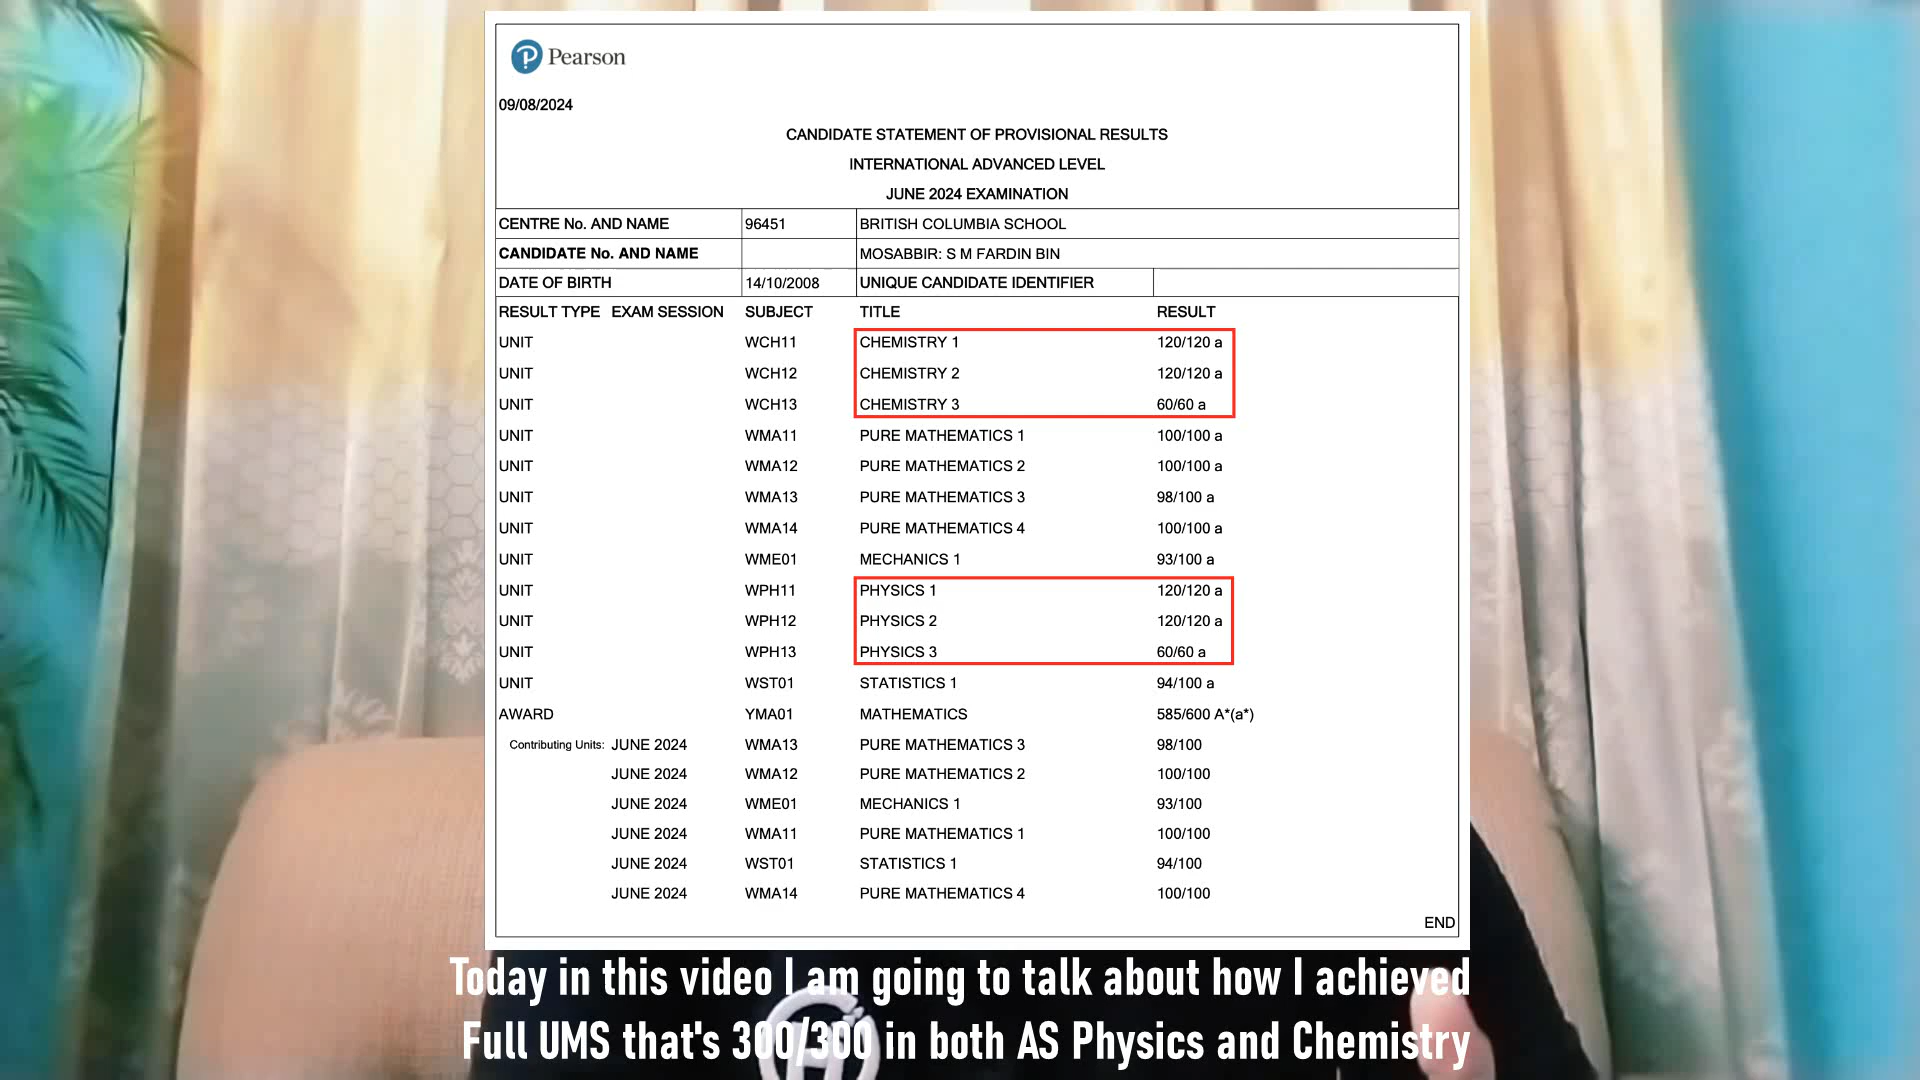 Pearson
09/08/2024
CANDIDATE STATEMENT OF PROVISIONAL RESULTS
INTERNATIONAL ADVANCED LEVEL
JUNE 2024 EXAMINATION
CENTRE No. AND NAME 96451 BRITISH COLUMBIA SCHOOL
CANDIDATE No. AND NAME MOSABBIR: S M FARDIN BIN
DATE OF BIRTH 14/10/2008 UNIQUE CANDIDATE IDENTIFIER
RESULT TYPE EXAM SESSION SUBJECT TITLE RESULT
UNIT WCH11 CHEMISTRY 1 120/120 a
UNIT WCH12 CHEMISTRY 2 120/120 a
UNIT WCH13 CHEMISTRY 3 60/60 a
UNIT WMA11 PURE MATHEMATICS 1 100/100 a
UNIT WMA12 PURE MATHEMATICS 2 100/100 a
UNIT WMA13 PURE MATHEMATICS 3 98/100 a
UNIT WMA14 PURE MATHEMATICS 4 100/100 a
UNIT WME01 MECHANICS 1 93/100 a
UNIT WPH11 PHYSICS 1 120/120 a
UNIT WPH12 PHYSICS 2 120/120 a
UNIT WPH13 PHYSICS 3 60/60 a
UNIT WST01 STATISTICS 1 94/100 a
AWARD YMA01 MATHEMATICS 585/600 A*(a*)
Contributing Units: JUNE 2024 WMA13 PURE MATHEMATICS 3 98/100
JUNE 2024 WMA12 PURE MATHEMATICS 2 100/100
JUNE 2024 WME01 MECHANICS 1 93/100
JUNE 2024 WMA11 PURE MATHEMATICS 1 100/100
JUNE 2024 WST01 STATISTICS 1 94/100
JUNE 2024 WMA14 PURE MATHEMATICS 4 100/100
END
Today in this video I am going to talk about how I achieved
Full UMS that's 300/300 in both AS Physics and Chemistry